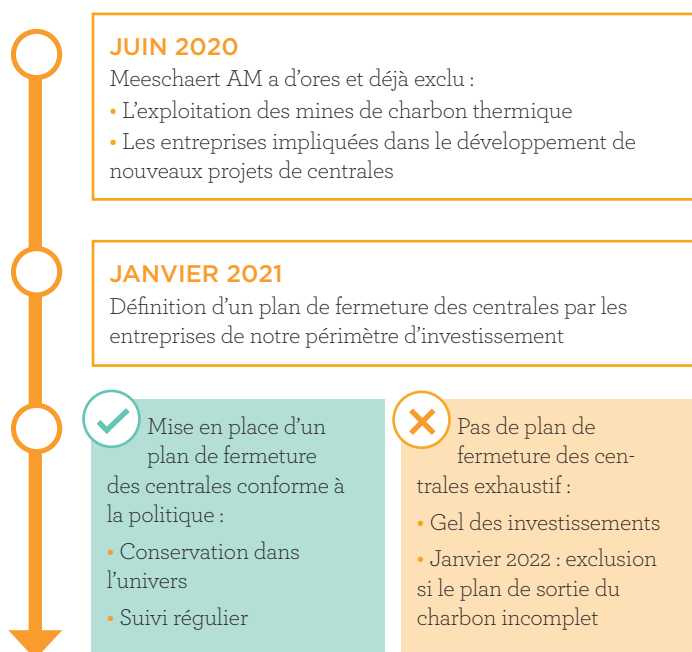 JUIN 2020
Meeschaert AM a d'ores et déjà exclu :
• L'exploitation des mines de charbon thermique
• Les entreprises impliquées dans le développement de
nouveaux projets de centrales
JANVIER 2021
Définition d'un plan de fermeture des centrales par les
entreprises de notre périmètre d'investissement
Mise en place d'un
plan de fermeture
des centrales conforme à
la politique :
• Conservation dans
l'univers
• Suivi régulier
Pas de plan de
fermeture des cen-
trales exhaustif :
• Gel des investissements
• Janvier 2022 : exclusion
si le plan de sortie du
charbon incomplet